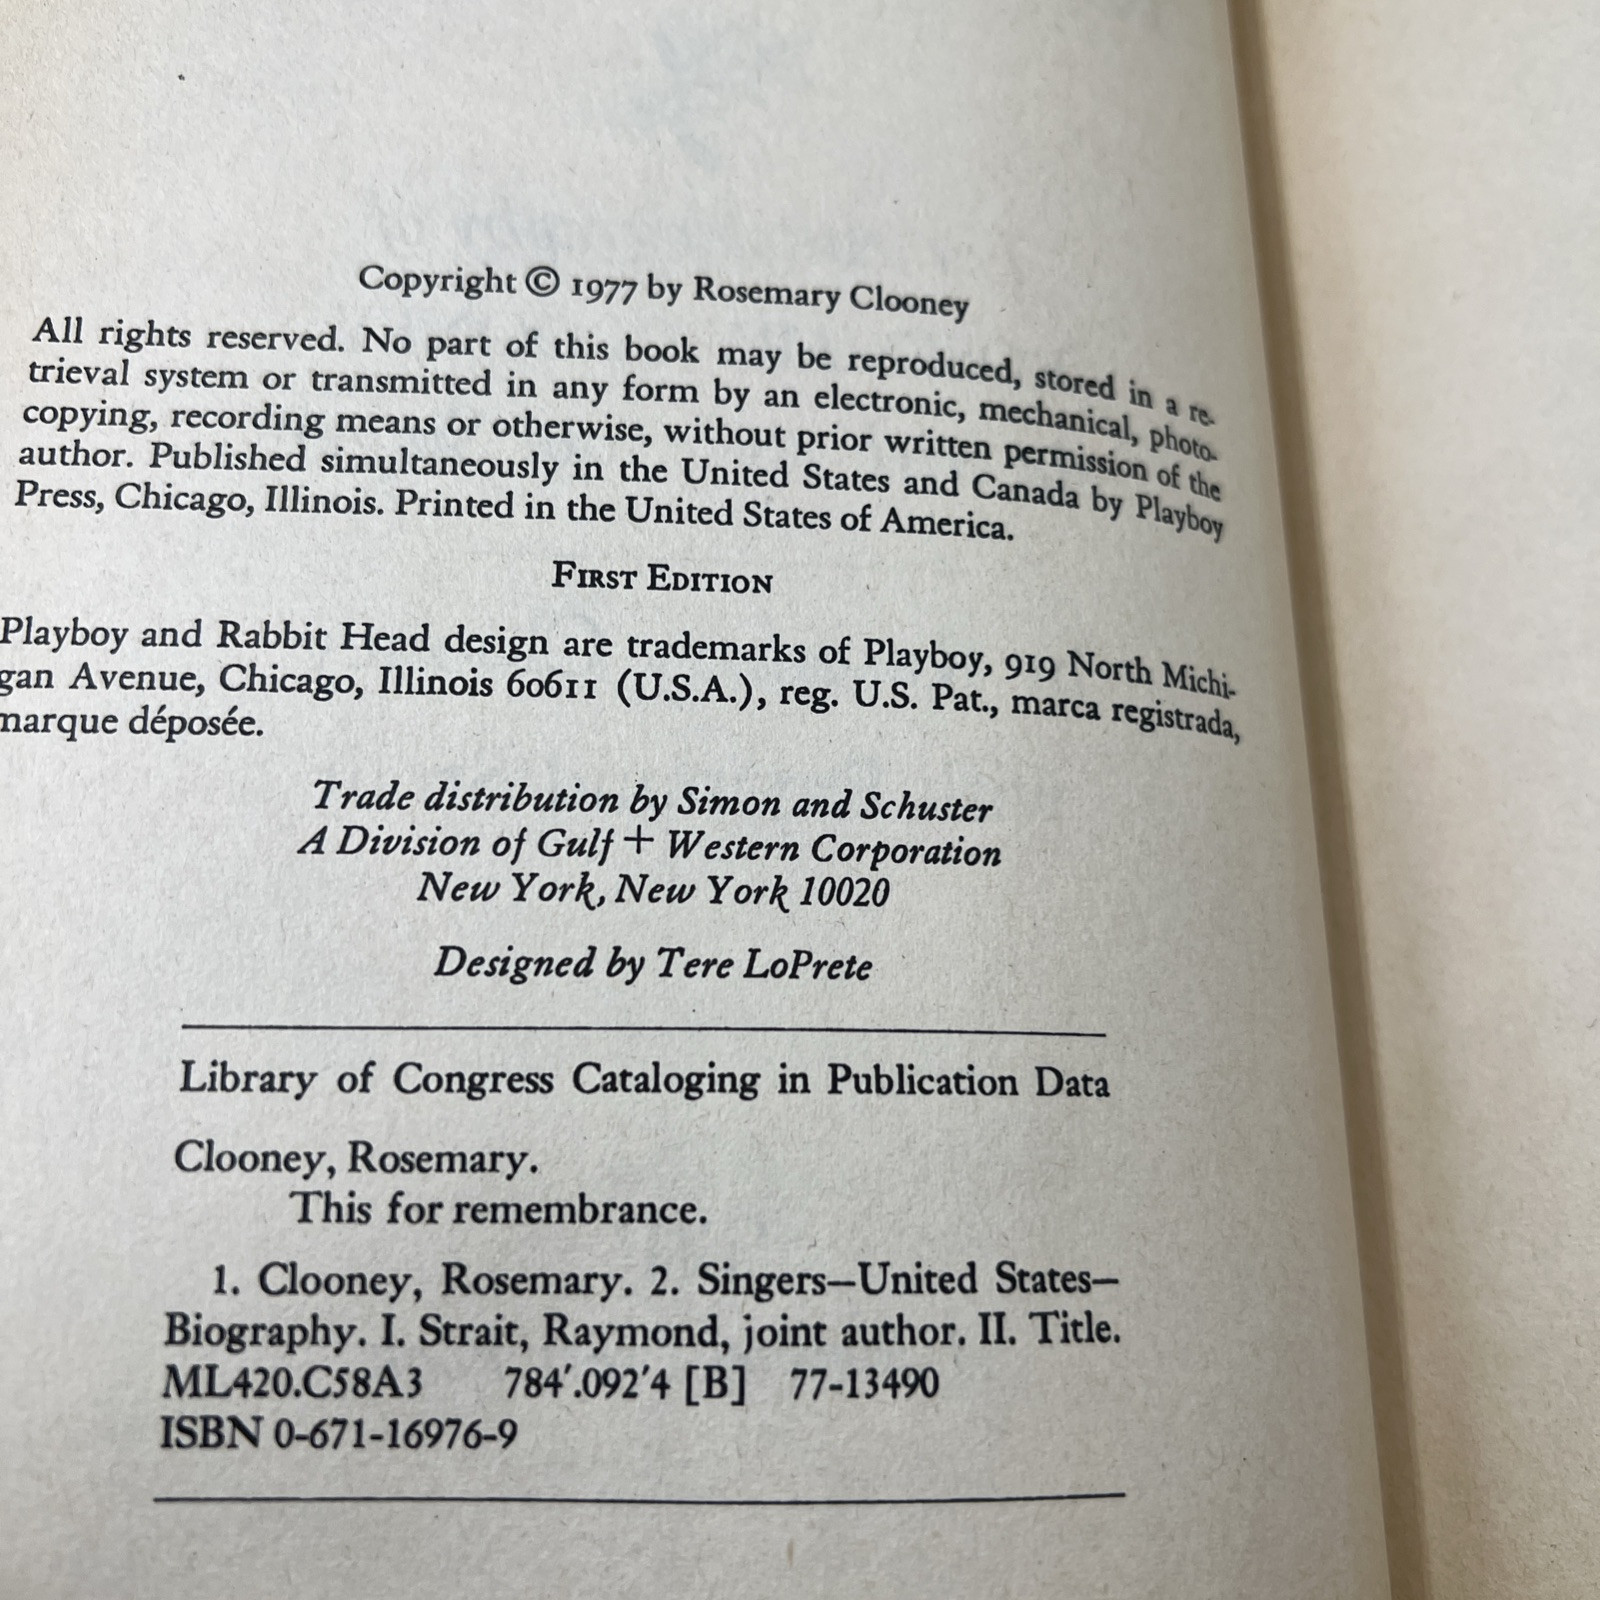 Copyright © 1977 by Rosemary Clooney
All rights reserved. No part of this book may be reproduced, stored in a re-
trieval system or transmitted in any form by an electronic, mechanical, photo-
copying, recording means or otherwise, without prior written permission of the
author. Published simultaneously in the United States and Canada by Playboy
Press, Chicago, Illinois. Printed in the United States of America.
FIRST EDITION
Playboy and Rabbit Head design are trademarks of Playboy, 919 North Michi-
gan Avenue, Chicago, Illinois 60611 (U.S.A.), reg. U.S. Pat., marca registrada,
marque déposée.
Trade distribution by Simon and Schuster
A Division of Gulf + Western Corporation
New York, New York 10020
Designed by Tere LoPrete
Library of Congress Cataloging in Publication Data
Clooney, Rosemary.
This for remembrance.
1. Clooney, Rosemary. 2. Singers—United States—
Biography. I. Strait, Raymond, joint author. II. Title.
ML420.C58A3 784'.092'4 [B] 77-13490
ISBN 0-671-16976-9